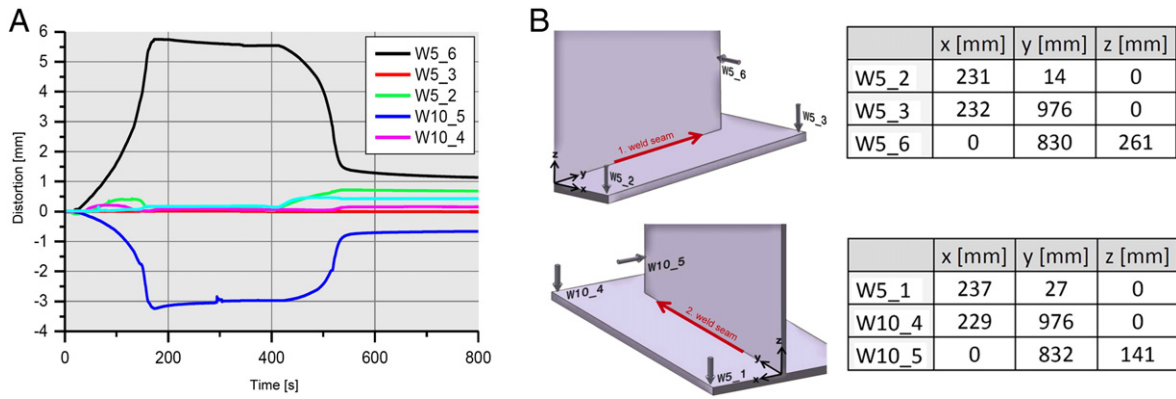 A
6
5
4
3
2
1
0
-1
-2
-3
-4
Distortion [mm]
0 200 400 600 800
Time [s]
W5_6
W5_3
W5_2
W10_5
W10_4
B
W5_6
W5_3
1. weld seam
z
y
x
W5_2
x [mm] y [mm] z [mm]
W5_2 231 14 0
W5_3 232 976 0
W5_6 0 830 261
W10_5
W10_4
2. weld seam
z
y
x
W5_1
x [mm] y [mm] z [mm]
W5_1 237 27 0
W10_4 229 976 0
W10_5 0 832 141